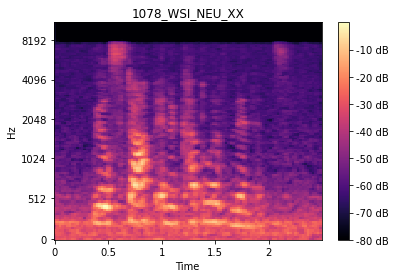 1078_WSI_NEU_XX
8192
4096
2048
1024
512
0
Hz
0
0.5
1
1.5
2
Time
-10 dB
-20 dB
-30 dB
-40 dB
-50 dB
-60 dB
-70 dB
-80 dB